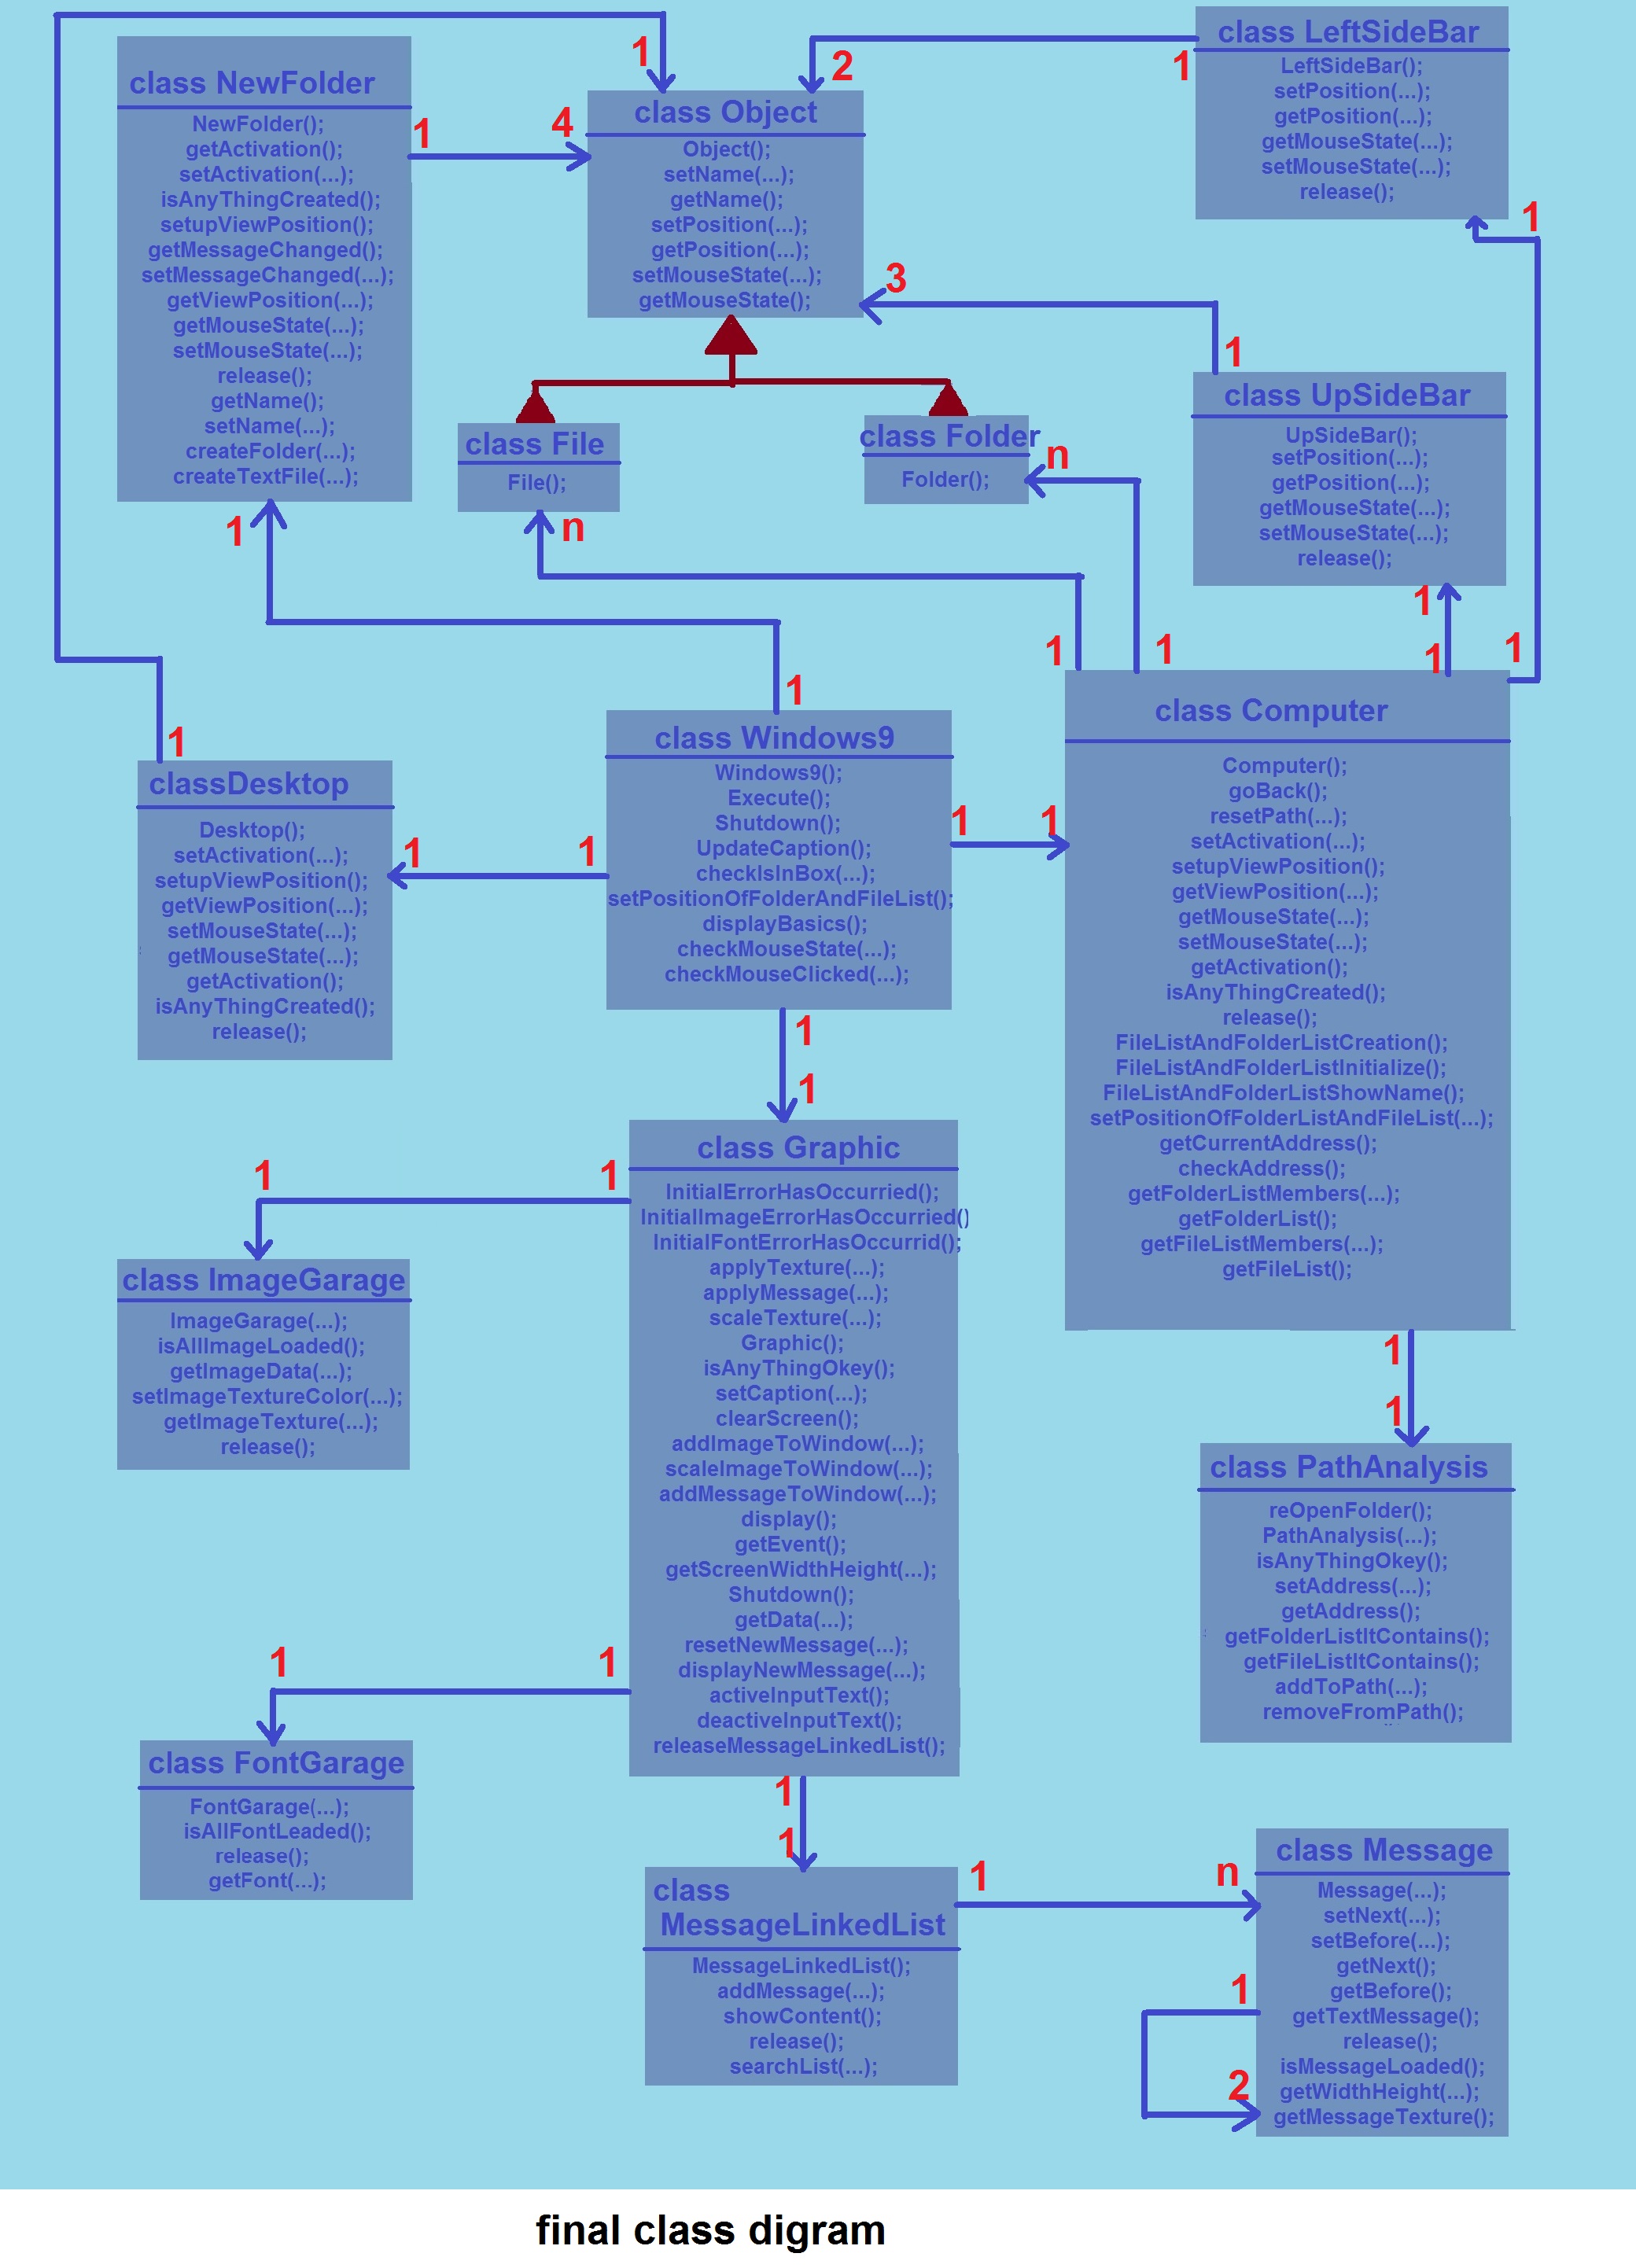 class NewFolder
NewFolder();
getActivation();
setActivation(...);
isAnyThingCreated();
setupViewPosition();
getMessageChanged();
setMessageChanged(...);
getViewPosition(...);
getMouseState(...);
setMouseState(...);
release();
getName();
setName(...);
createFolder(...);
createTextFile(...);
1
4
1
class Object
Object();
setName(...);
getName();
setPosition(...);
getPosition(...);
setMouseState(...);
getMouseState();
1
2
1
3
class LeftSideBar
LeftSideBar();
setPosition(...);
getPosition(...);
getMouseState(...);
setMouseState(...);
release();
1
1
class UpSideBar
UpSideBar();
setPosition(...);
getPosition(...);
getMouseState(...);
setMouseState(...);
release();
1
1
1
class File
File();
n
class Folder
Folder();
n
1
1
classDesktop
Desktop();
setActivation(...);
setupViewPosition();
getViewPosition(...);
setMouseState(...);
getMouseState(...);
getActivation();
isAnyThingCreated();
release();
1
1
1
1
class Windows9
Windows9();
Execute();
Shutdown();
UpdateCaption();
checkIsInBox(...);
setPositionOfFolderAndFileList();
displayBasics();
checkMouseState(...);
checkMouseClicked(...);
1
1
1
1
class Computer
Computer();
goBack();
resetPath(...);
setActivation(...);
setupViewPosition();
getViewPosition(...);
getMouseState(...);
setMouseState(...);
getActivation();
isAnyThingCreated();
release();
FileListAndFolderListCreation();
FileListAndFolderListInitialize();
FileListAndFolderListShowName();
setPositionOfFolderListAndFileList(...);
getCurrentAddress();
checkAddress();
getFolderListMembers(...);
getFolderList();
getFileListMembers(...);
getFileList();
1
1
class Graphic
InitialErrorHasOccurried();
InitialImageErrorHasOccurried()
InitialFontErrorHasOccurrid();
applyTexture(...);
applyMessage(...);
scaleTexture(...);
Graphic();
isAnyThingOkey();
setCaption(...);
clearScreen();
addImageToWindow(...);
scaleImageToWindow(...);
addMessageToWindow(...);
display();
getEvent();
getScreenWidthHeight(...);
Shutdown();
getData(...);
resetNewMessage(...);
displayNewMessage(...);
activeInputText();
deactiveInputText();
releaseMessageLinkedList();
1
1
class ImageGarage
ImageGarage(...);
isAllImageLoaded();
getImageData(...);
setImageTextureColor(...);
getImageTexture(...);
release();
class PathAnalysis
reOpenFolder();
PathAnalysis(...);
isAnyThingOkey();
setAddress(...);
getAddress();
getFolderListItContains();
getFileListItContains();
addToPath(...);
removeFromPath();
1
1
class FontGarage
FontGarage(...);
isAllFontLeaded();
release();
getFont(...);
1
1
class
MessageLinkedList
MessageLinkedList();
addMessage(...);
showContent();
release();
searchList(...);
1
n
class Message
Message(...);
setNext(...);
setBefore(...);
getNext();
getBefore();
getTextMessage();
release();
isMessageLoaded();
getWidthHeight(...);
getMessageTexture();
1
2
final class digram